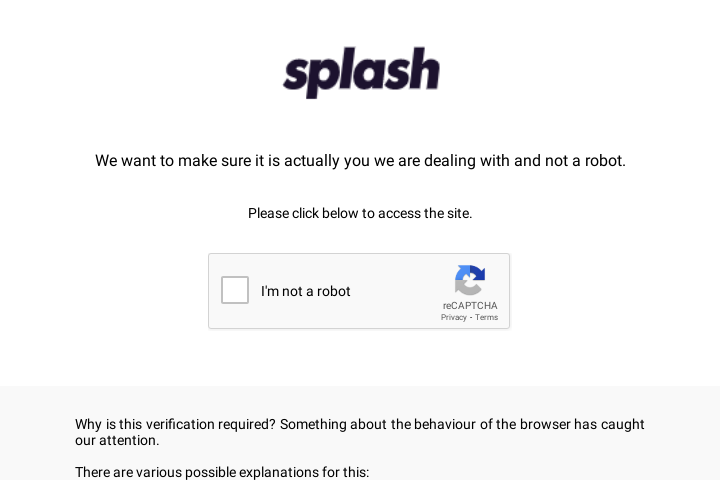 splash
We want to make sure it is actually you we are dealing with and not a robot.
Please click below to access the site.
I'm not a robot
reCAPTCHA
Privacy - Terms
Why is this verification required? Something about the behaviour of the browser has caught
our attention.
There are various possible explanations for this: